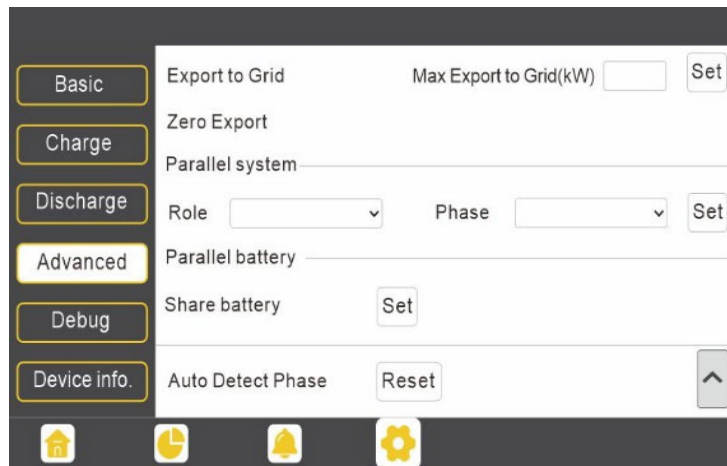 Basic
Charge
Discharge
Advanced
Debug
Device info.
Export to Grid Max Export to Grid(kW) Set
Zero Export
Parallel system
Role Phase Set
Parallel battery
Share battery Set
Auto Detect Phase Reset